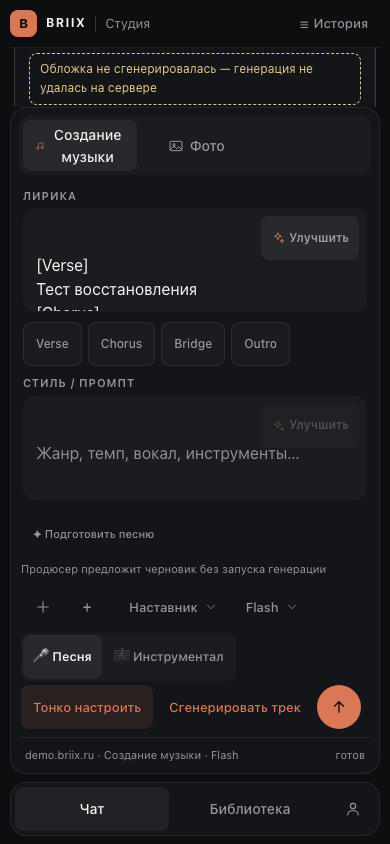 B BRIIX Студия История
Обложка не сгенерировалась — генерация не
удалась на сервере
Создание
музыки
Фото
ЛИРИКА
Улучшить
[Verse]
Тест восстановления
[Chorus]
Verse Chorus Bridge Outro
СТИЛЬ / ПРОМПТ
Улучшить
Жанр, темп, вокал, инструменты...
Подготовить песню
Продюсер предложит черновик без запуска генерации
Наставник Flash
Песня Инструментал
Тонко настроить Сгенерировать трек
demo.briix.ru · Создание музыки · Flash готов
Чат Библиотека